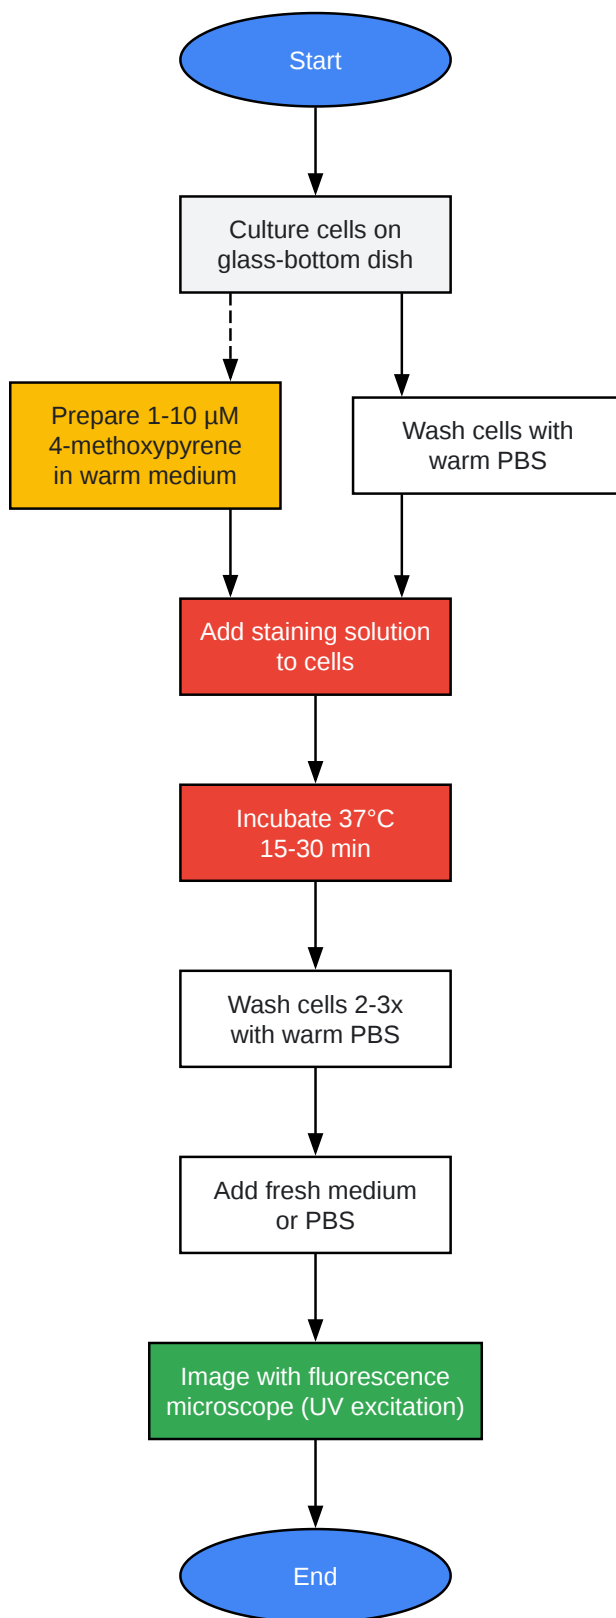 Start
Culture cells on
glass-bottom dish
Prepare 1-10 µM
4-methoxypyrene
in warm medium
Wash cells with
warm PBS
Add staining solution
to cells
Incubate 37°C
15-30 min
Wash cells 2-3x
with warm PBS
Add fresh medium
or PBS
Image with fluorescence
microscope (UV excitation)
End